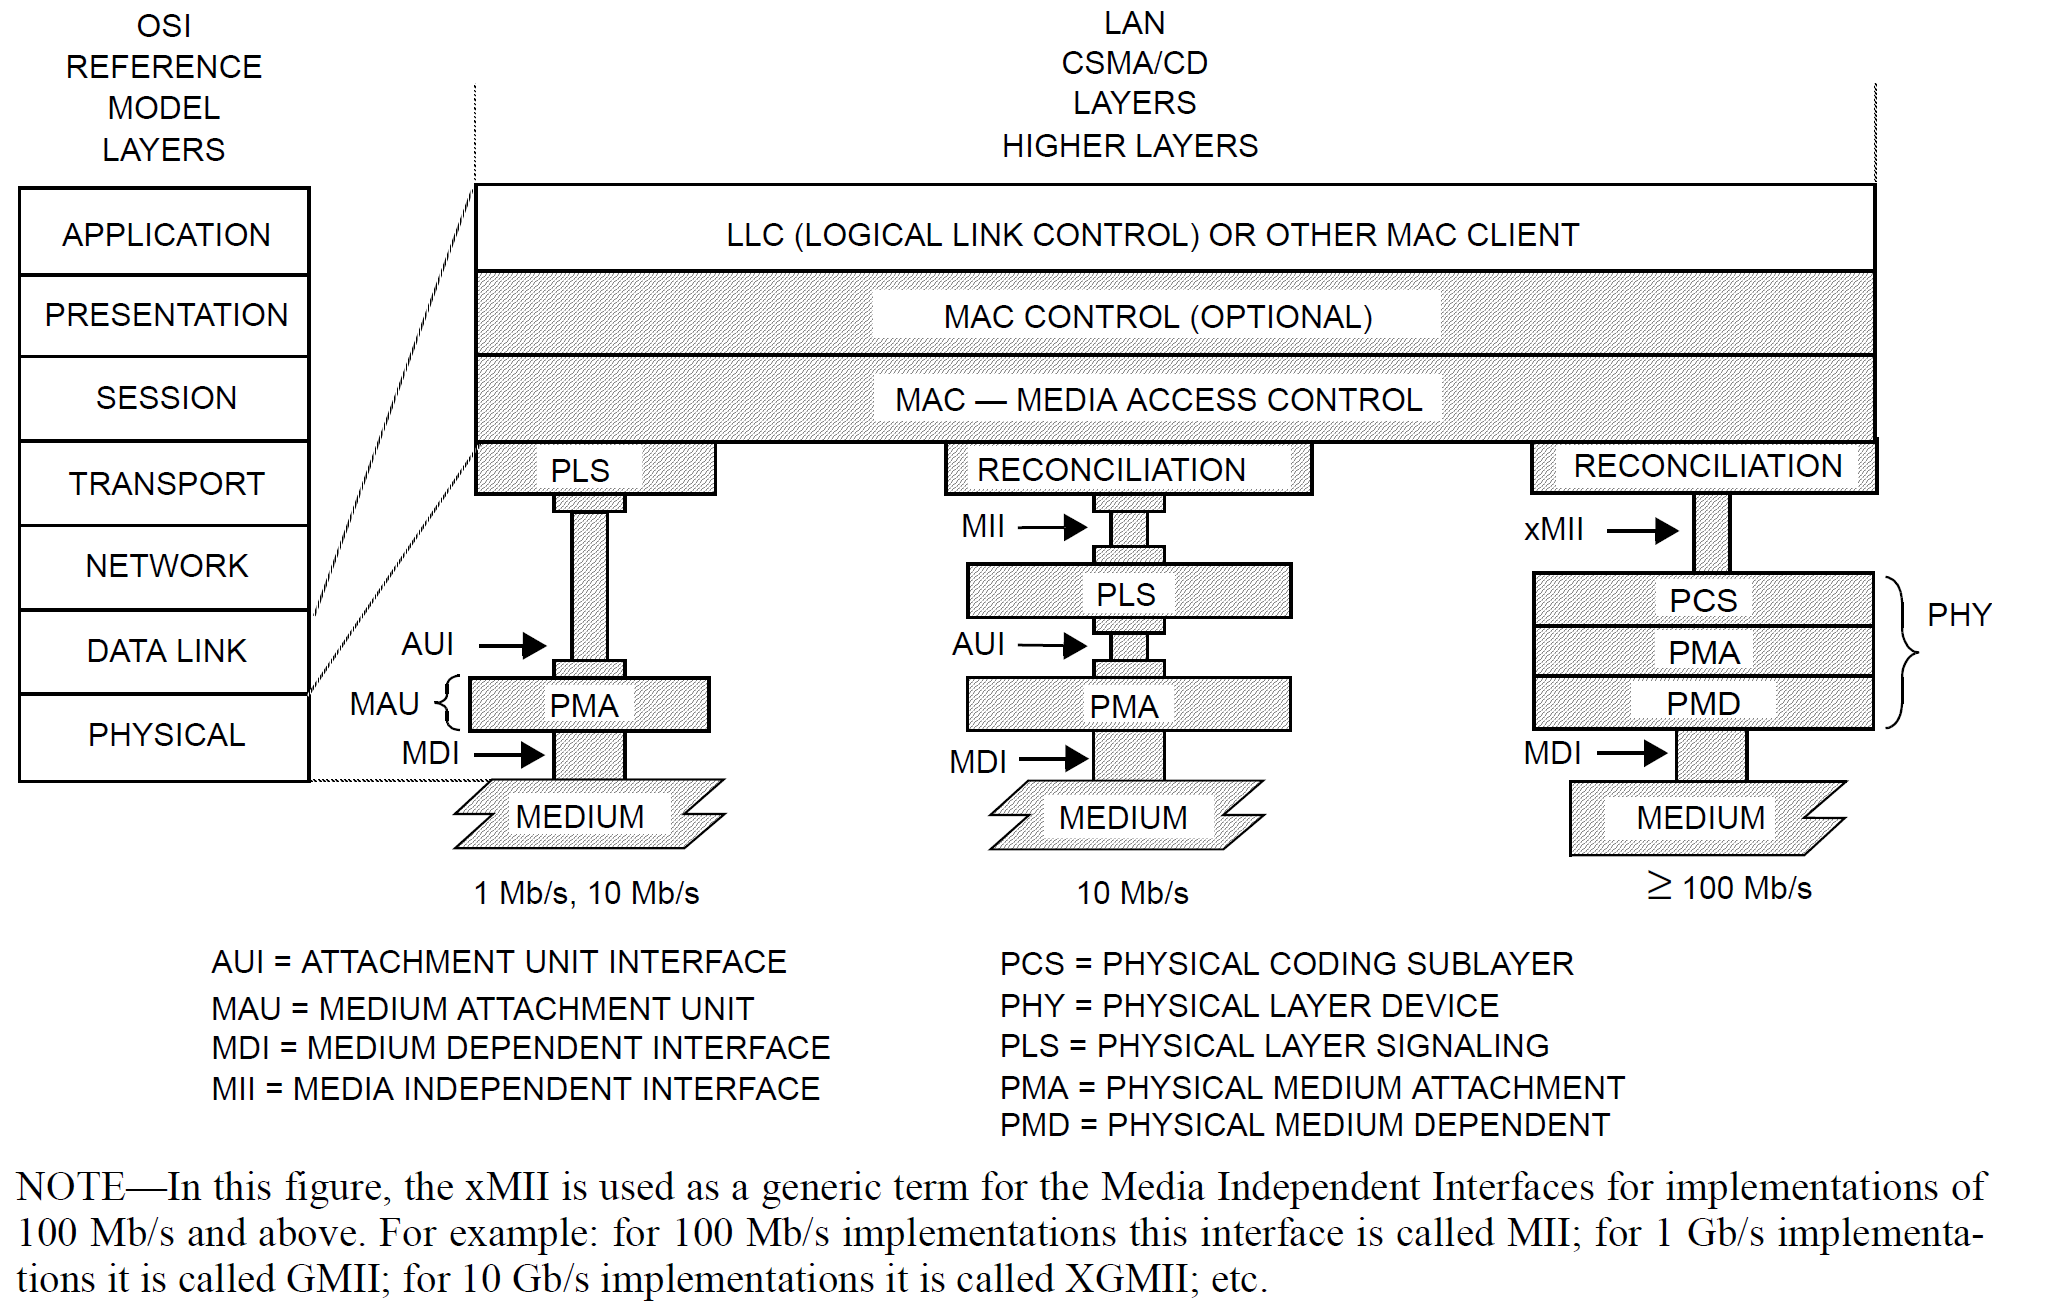 OSI
REFERENCE
MODEL
LAYERS
LAN
CSMA/CD
LAYERS
HIGHER LAYERS
APPLICATION
PRESENTATION
SESSION
TRANSPORT
NETWORK
DATA LINK
PHYSICAL
LLC (LOGICAL LINK CONTROL) OR OTHER MAC CLIENT
MAC CONTROL (OPTIONAL)
MAC — MEDIA ACCESS CONTROL
PLS
AUI
MAU
PMA
MDI
MEDIUM
1 Mb/s, 10 Mb/s
RECONCILIATION
MII
PLS
AUI
PMA
MDI
MEDIUM
10 Mb/s
RECONCILIATION
xMII
PCS
PMA
PMD
PHY
MDI
MEDIUM
≥ 100 Mb/s
AUI = ATTACHMENT UNIT INTERFACE
MAU = MEDIUM ATTACHMENT UNIT
MDI = MEDIUM DEPENDENT INTERFACE
MII = MEDIA INDEPENDENT INTERFACE
PCS = PHYSICAL CODING SUBLAYER
PHY = PHYSICAL LAYER DEVICE
PLS = PHYSICAL LAYER SIGNALING
PMA = PHYSICAL MEDIUM ATTACHMENT
PMD = PHYSICAL MEDIUM DEPENDENT
NOTE—In this figure, the xMII is used as a generic term for the Media Independent Interfaces for implementations of
100 Mb/s and above. For example: for 100 Mb/s implementations this interface is called MII; for 1 Gb/s implementa-
tions it is called GMII; for 10 Gb/s implementations it is called XGMII; etc.